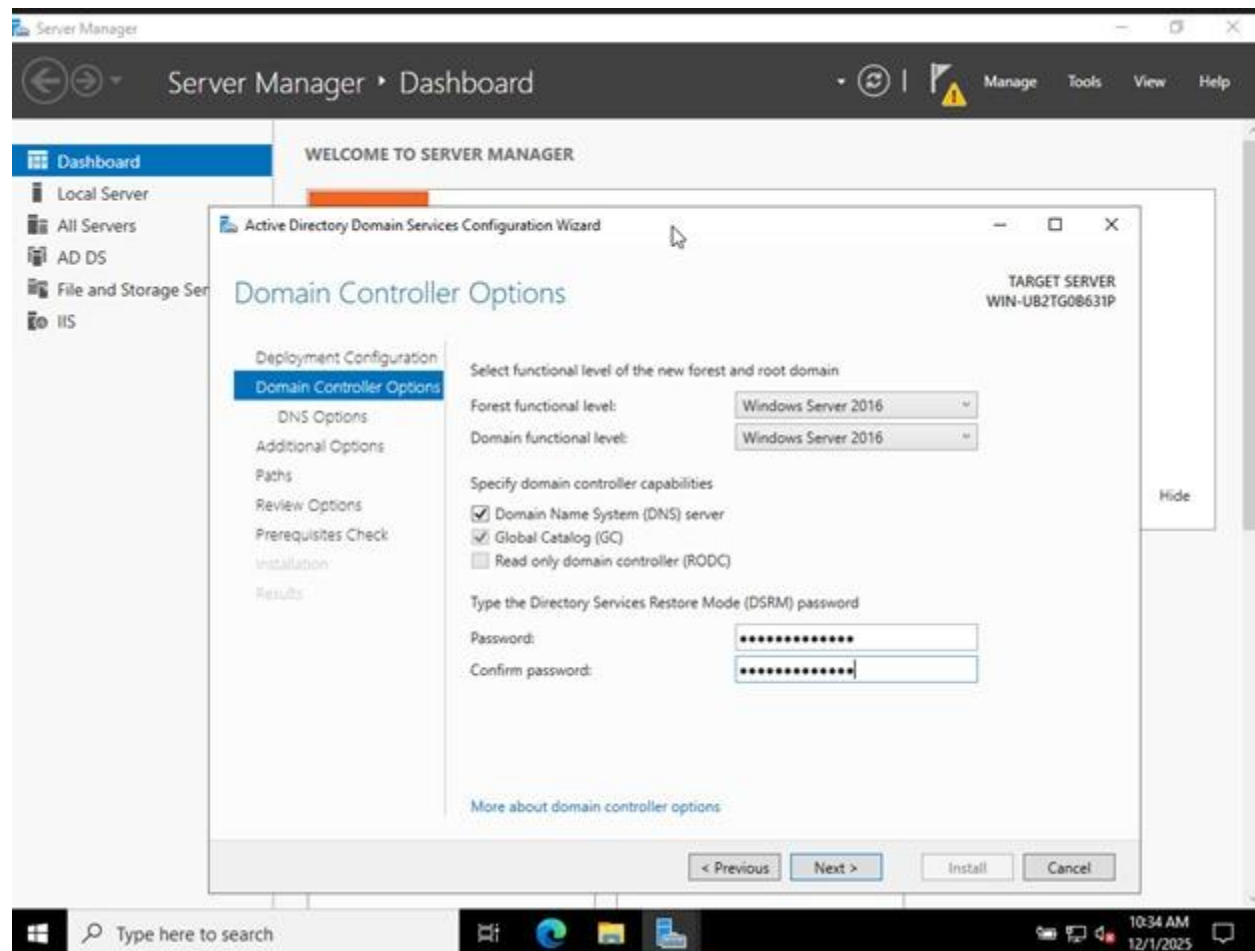 Server Manager
Server Manager • Dashboard
Manage Tools View Help
Dashboard
Local Server
All Servers
AD DS
File and Storage Ser
IIS
WELCOME TO SERVER MANAGER
Hide
Active Directory Domain Services Configuration Wizard
Domain Controller Options
TARGET SERVER
WIN-UB2TG0B631P
Deployment Configuration
Domain Controller Options
DNS Options
Additional Options
Paths
Review Options
Prerequisites Check
Installation
Results
Select functional level of the new forest and root domain
Forest functional level: Windows Server 2016
Domain functional level: Windows Server 2016
Specify domain controller capabilities
Domain Name System (DNS) server
Global Catalog (GC)
Read only domain controller (RODC)
Type the Directory Services Restore Mode (DSRM) password
Password: •••••••••••••
Confirm password: •••••••••••••
More about domain controller options
< Previous Next > Install Cancel
Type here to search
10:34 AM
12/1/2025